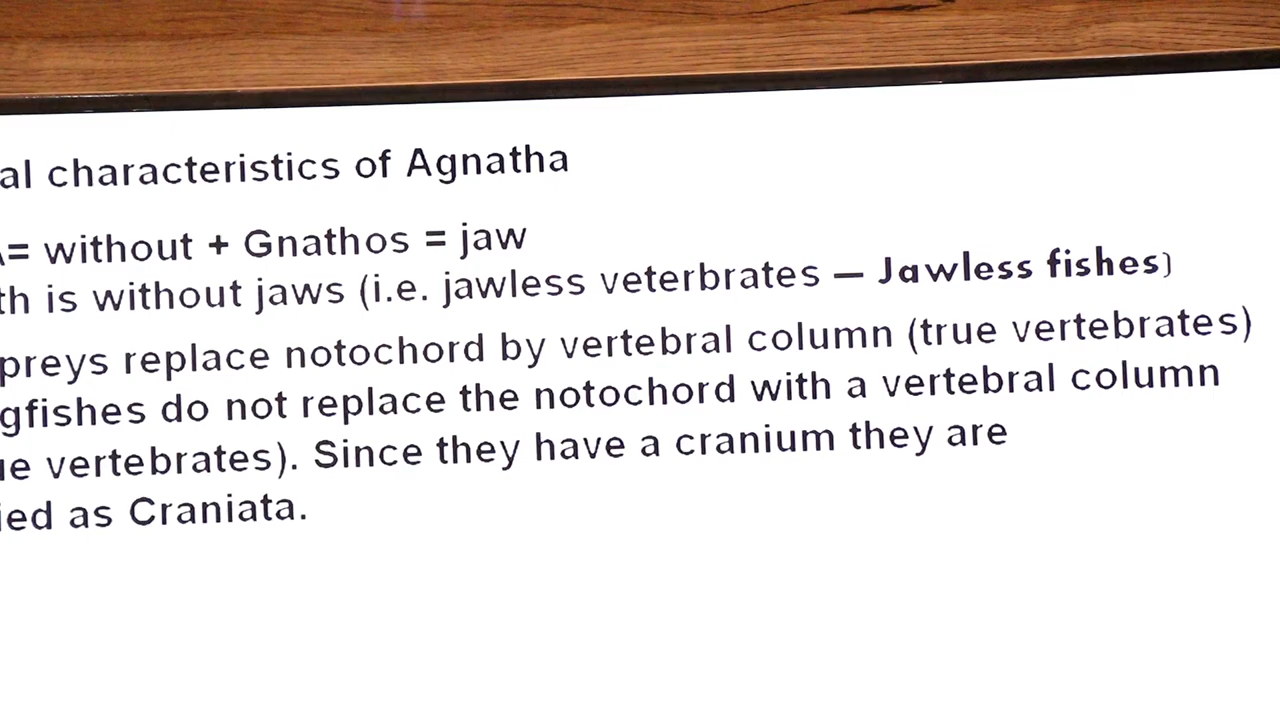 al characteristics of Agnatha
= without + Gnathos = jaw
th is without jaws (i.e. jawless veterbrates – Jawless fishes)
preys replace notochord by vertebral column (true vertebrates)
gfishes do not replace the notochord with a vertebral column
ue vertebrates). Since they have a cranium they are
ied as Craniata.